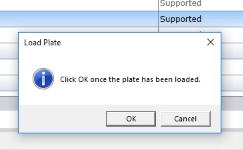 Supported
Supported
Load Plate
Click OK once the plate has been loaded.
OK
Cancel